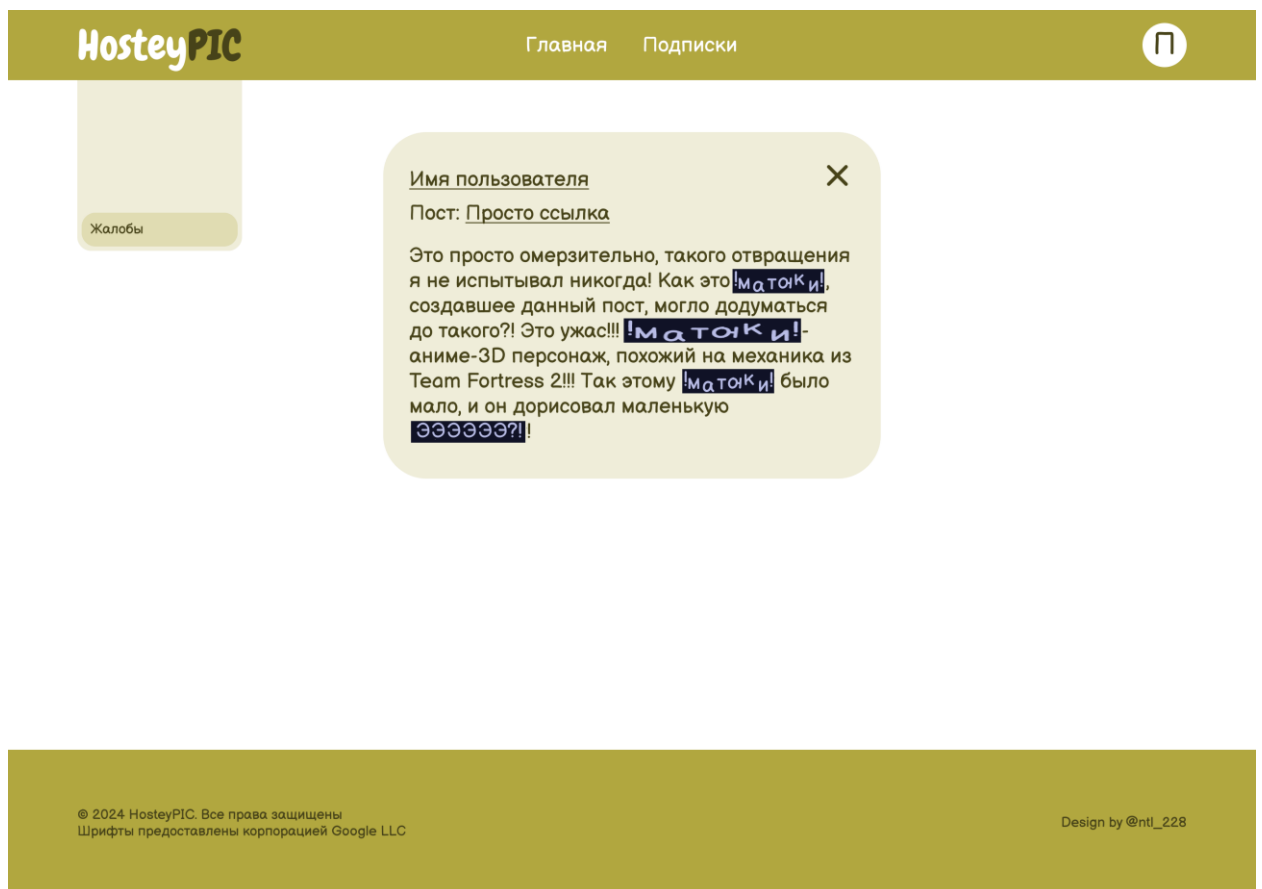 HosteyPIC
Главная
Подписки
П
Жалобы
Имя пользователя
Пост: Просто ссылка
Это просто омерзительно, такого отвращения
я не испытывал никогда! Как это !матюки!,
создавшее данный пост, могло додуматься
до такого?! Это ужас!!! !матюки!-
аниме-3D персонаж, похожий на механика из
Team Fortress 2!!! Так этому !матюки! было
мало, и он дорисовал маленькую
ЭЭЭЭЭЭ?!!
© 2024 HosteyPIC. Все права защищены
Шрифты предоставлены корпорацией Google LLC
Design by @ntl_228